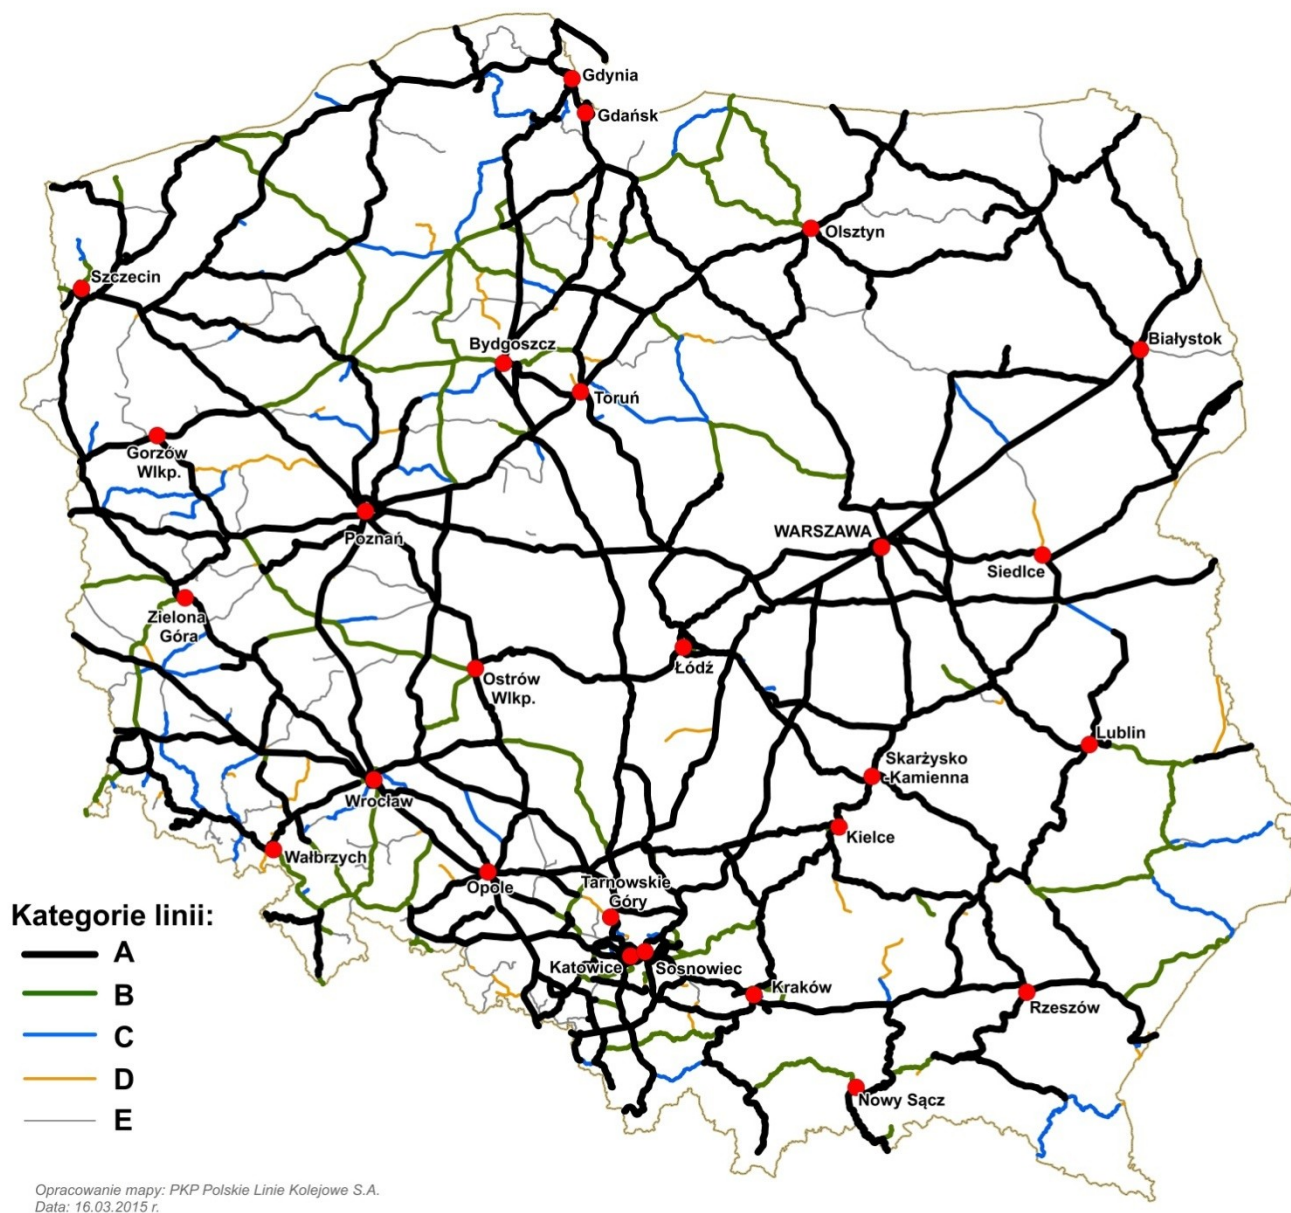 Gdynia
Gdańsk
Olsztyn
Szczecin
Białystok
Bydgoszcz
Toruń
Gorzów
Wlkp.
Poznań
WARSZAWA
Siedlce
Zielona
Góra
Łódź
Ostrów
Wlkp.
Lublin
Skarżysko
-Kamienna
Wrocław
Kielce
Wałbrzych
Opole
Tarnowskie
Góry
Kategorie linii:
A
B
C
D
E
Katowice
Sosnowiec
Kraków
Rzeszów
Nowy Sącz
Opracowanie mapy: PKP Polskie Linie Kolejowe S.A.
Data: 16.03.2015 r.